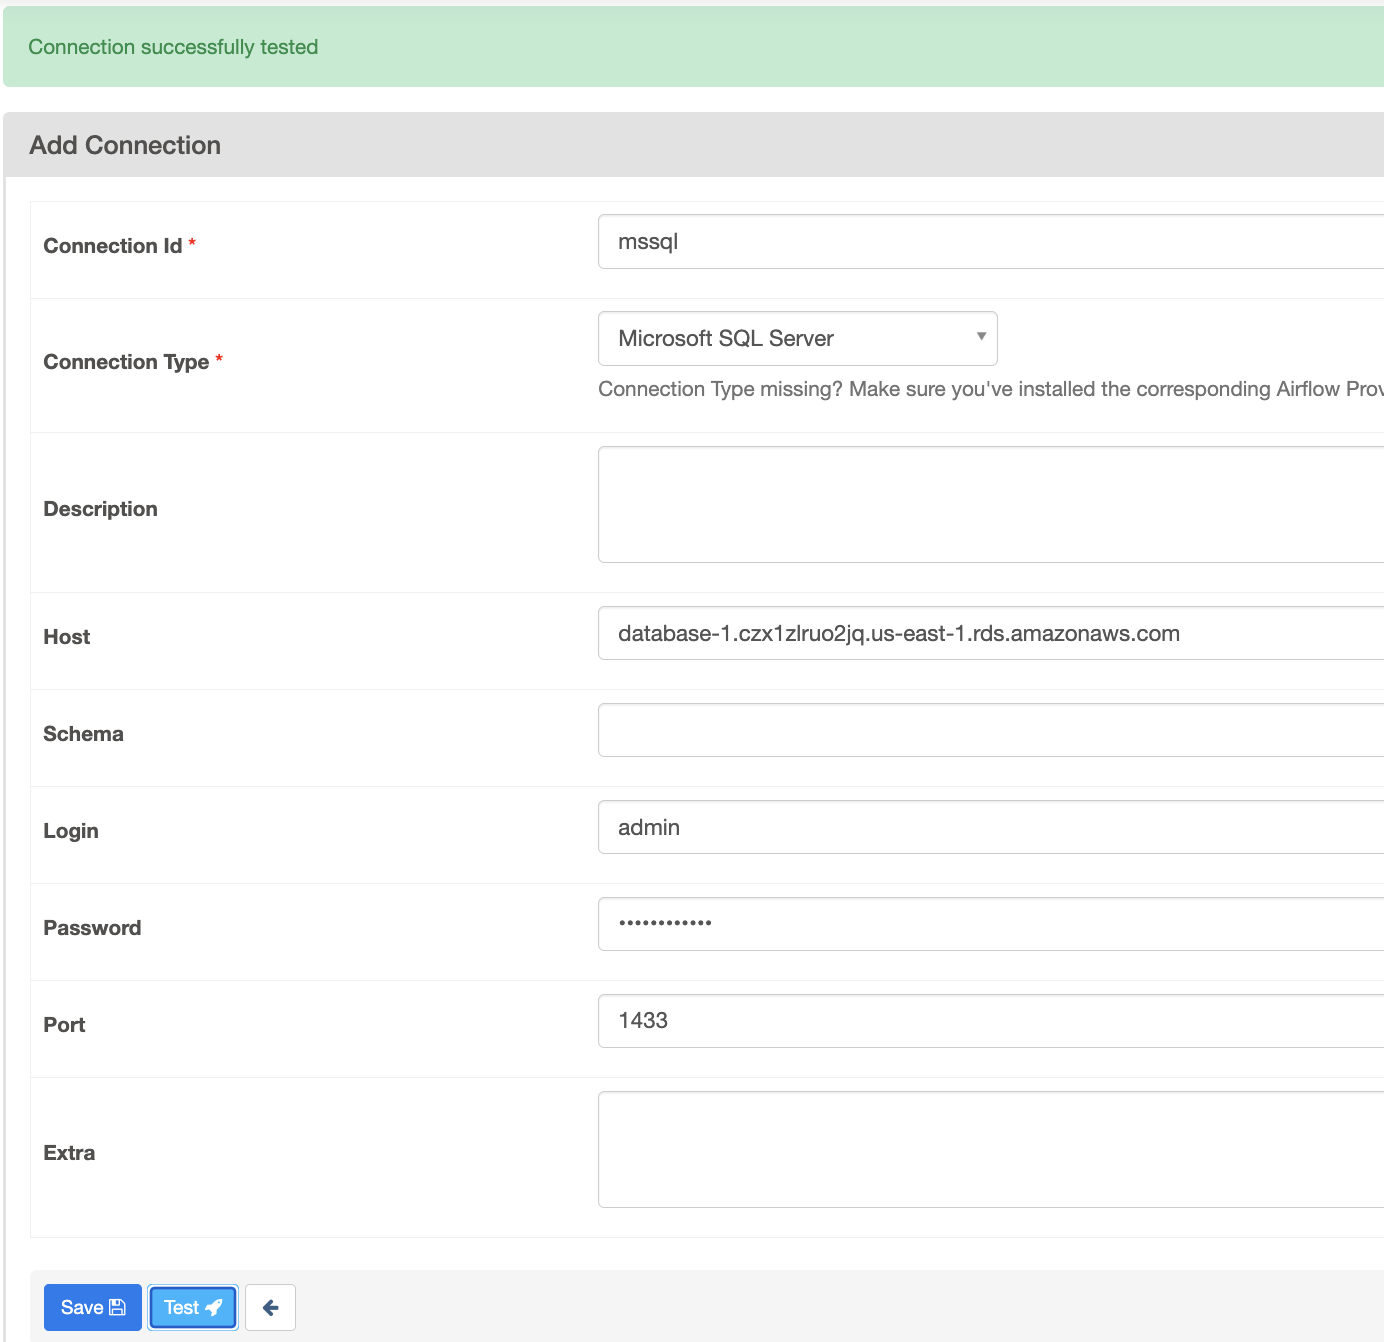 Connection successfully tested
Add Connection
Connection Id *
mssql
Connection Type *
Microsoft SQL Server
Connection Type missing? Make sure you've installed the corresponding Airflow
Description
Host
database-1.czx1zlruo2jq.us-east-1.rds.amazonaws.com
Schema
Login
admin
Password
••••••••••••
Port
1433
Extra
Save
Test